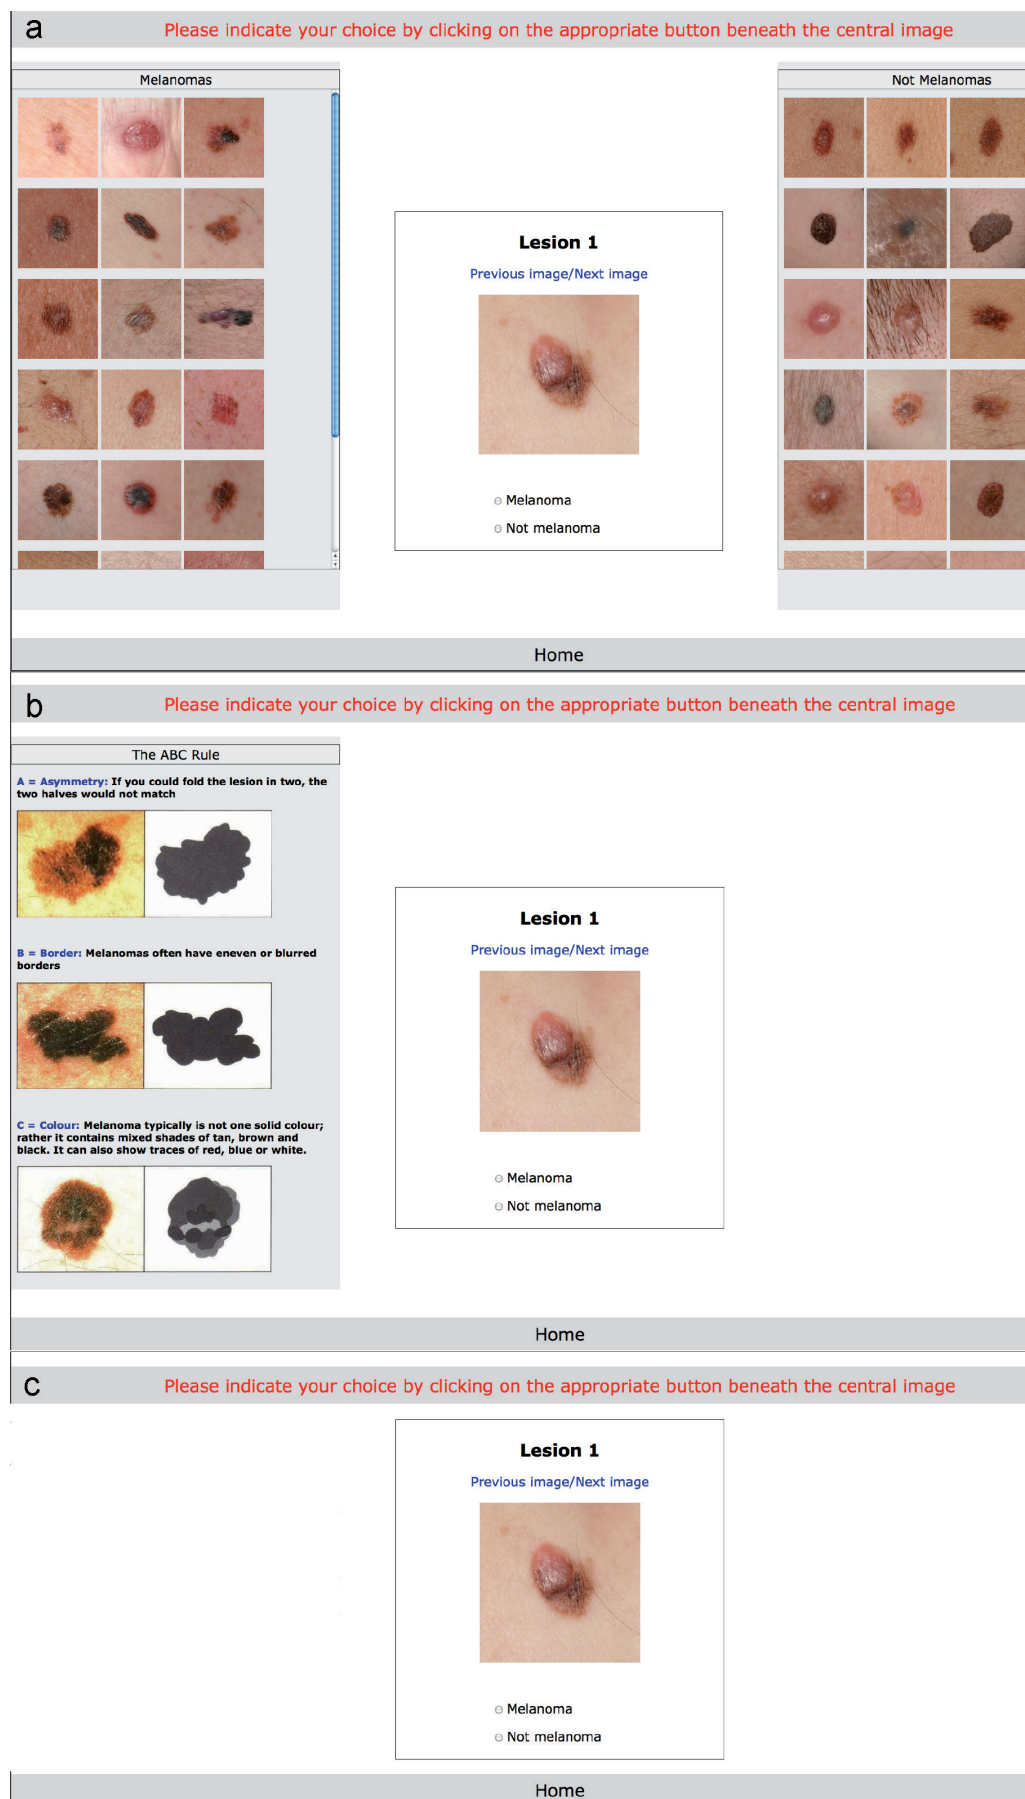 a
Please indicate your choice by clicking on the appropriate button beneath the central image
Melanomas
Not Melanomas
Lesion 1
Previous image/Next image
Melanoma
Not melanoma
Home
b
Please indicate your choice by clicking on the appropriate button beneath the central image
The ABC Rule
A = Asymmetry: If you could fold the lesion in two, the
two halves would not match
B = Border: Melanomas often have eneven or blurred
borders
C = Colour: Melanoma typically is not one solid colour;
rather it contains mixed shades of tan, brown and
black. It can also show traces of red, blue or white.
Lesion 1
Previous image/Next image
Melanoma
Not melanoma
Home
c
Please indicate your choice by clicking on the appropriate button beneath the central image
Lesion 1
Previous image/Next image
Melanoma
Not melanoma
Home